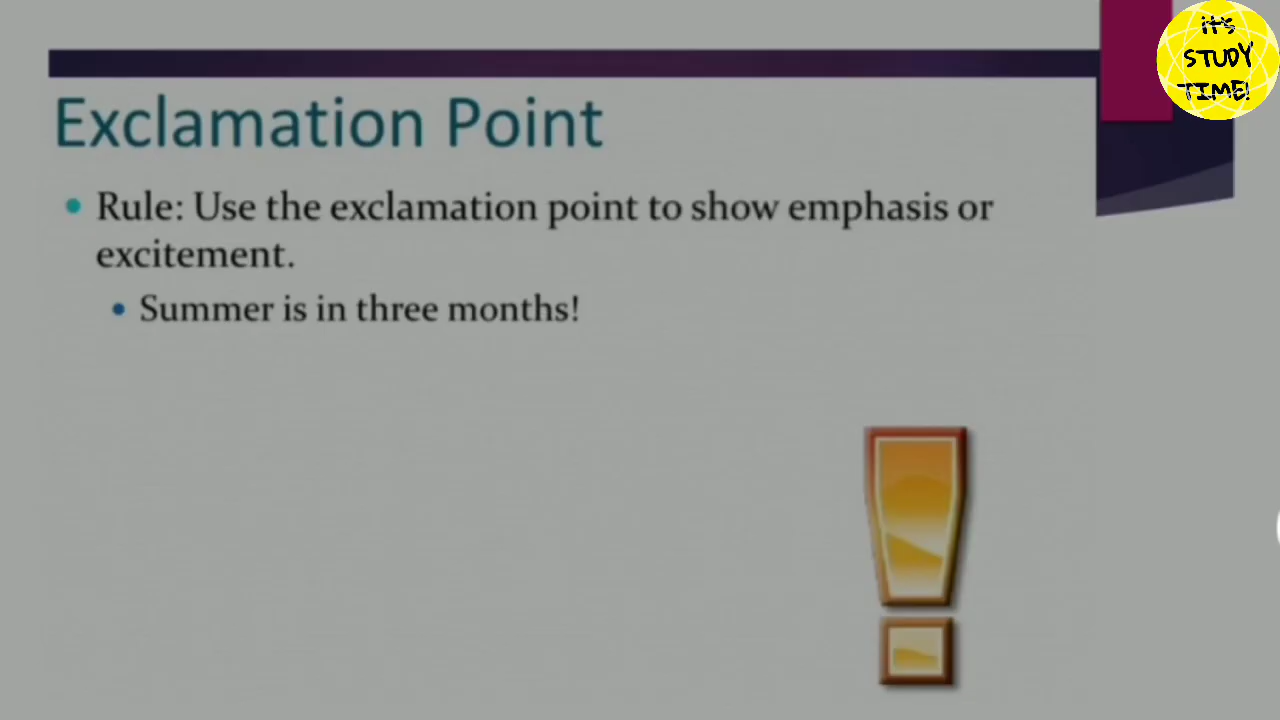 it's
STUDY
TIME!
Exclamation Point
Rule: Use the exclamation point to show emphasis or
excitement.
Summer is in three months!